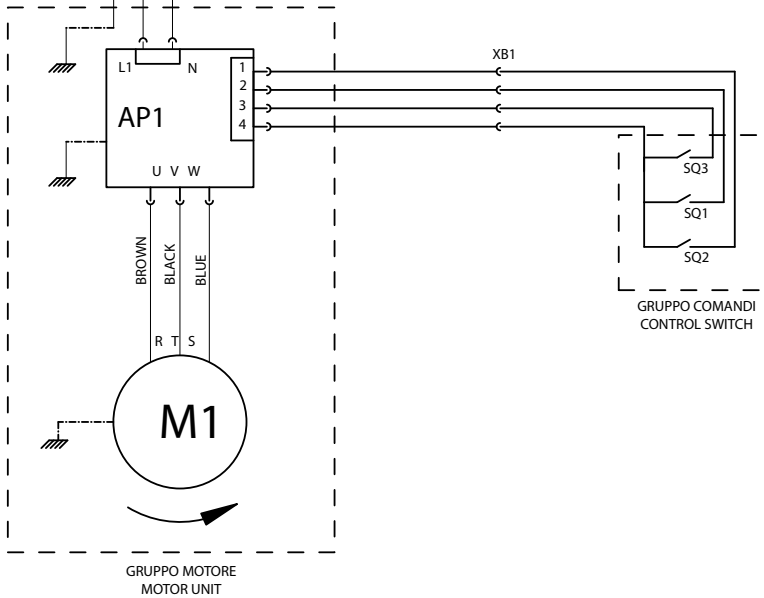 XB1
L1 N
1
2
3
4
AP1
U V W
SQ3
SQ1
SQ2
BROWN
BLACK
BLUE
GRUPPO COMANDI
CONTROL SWITCH
R T S
M1
GRUPPO MOTORE
MOTOR UNIT